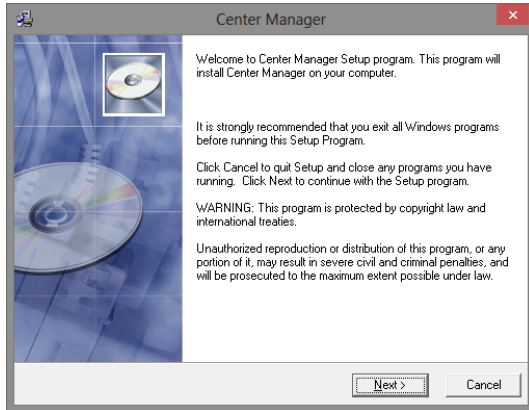 Center Manager
Welcome to Center Manager Setup program. This program will
install Center Manager on your computer.
It is strongly recommended that you exit all Windows programs
before running this Setup Program.
Click Cancel to quit Setup and close any programs you have
running. Click Next to continue with the Setup program.
WARNING: This program is protected by copyright law and
international treaties.
Unauthorized reproduction or distribution of this program, or any
portion of it, may result in severe civil and criminal penalties, and
will be prosecuted to the maximum extent possible under law.
Next >
Cancel